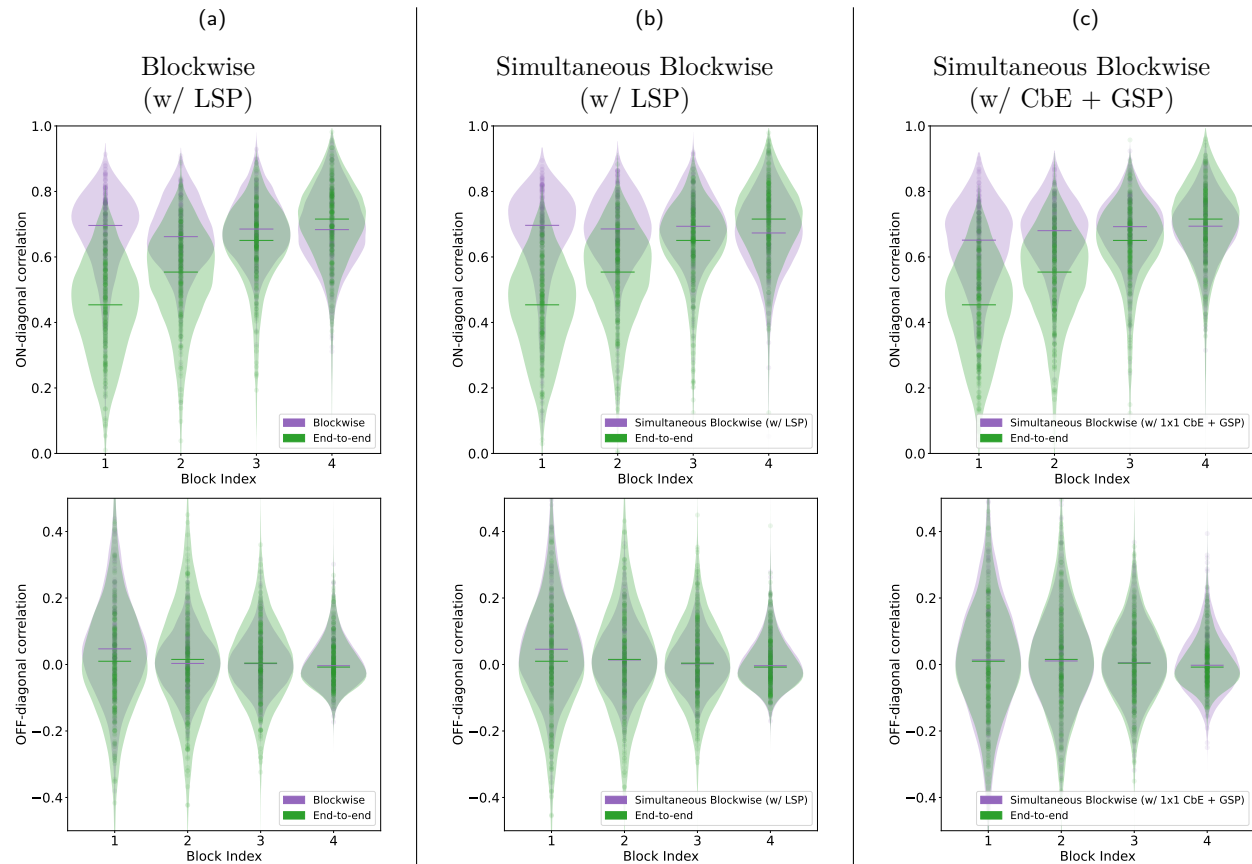 (a)
Blockwise
(w/ LSP)
1.0
0.8
0.6
0.4
0.2
0.0
ON-diagonal correlation
Blockwise
End-to-end
1 2 3 4
Block Index
0.4
0.2
0.0
−0.2
−0.4
OFF-diagonal correlation
Blockwise
End-to-end
1 2 3 4
Block Index
(b)
Simultaneous Blockwise
(w/ LSP)
1.0
0.8
0.6
0.4
0.2
0.0
ON-diagonal correlation
Simultaneous Blockwise (w/ LSP)
End-to-end
1 2 3 4
Block Index
0.4
0.2
0.0
−0.2
−0.4
OFF-diagonal correlation
Simultaneous Blockwise (w/ LSP)
End-to-end
1 2 3 4
Block Index
(c)
Simultaneous Blockwise
(w/ CbE + GSP)
1.0
0.8
0.6
0.4
0.2
0.0
ON-diagonal correlation
Simultaneous Blockwise (w/ 1x1 CbE + GSP)
End-to-end
1 2 3 4
Block Index
0.4
0.2
0.0
−0.2
−0.4
OFF-diagonal correlation
Simultaneous Blockwise (w/ 1x1 CbE + GSP)
End-to-end
1 2 3 4
Block Index